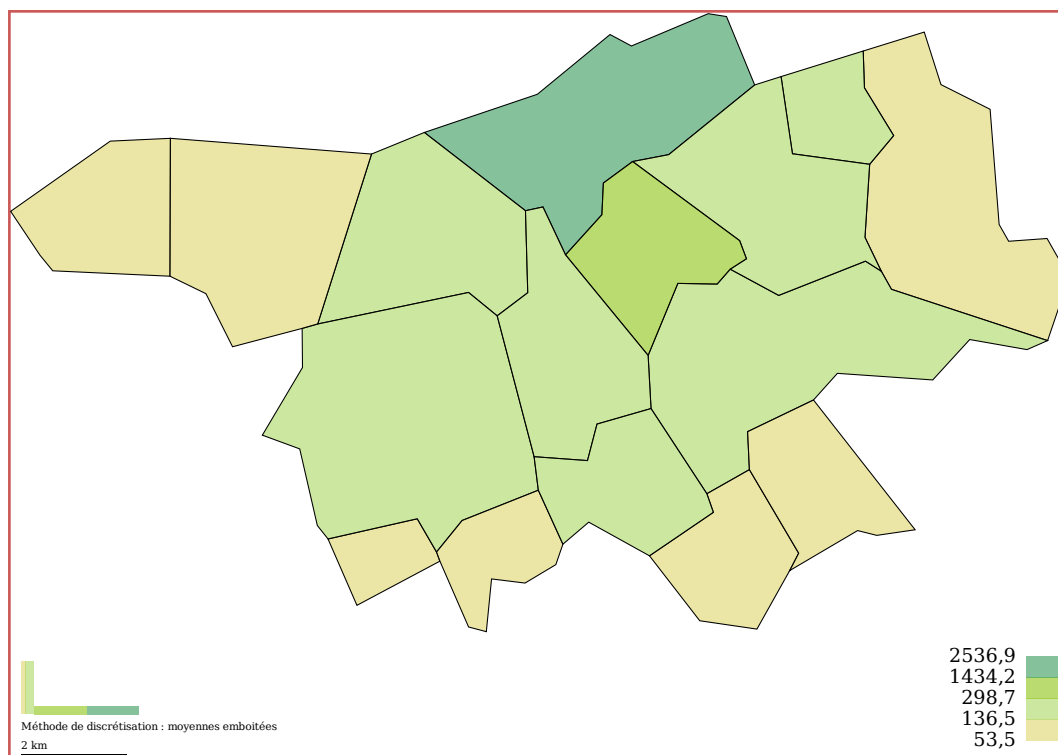 2536,9
1434,2
298,7
136,5
53,5
Méthode de discrétisation : moyennes emboitées
2 km